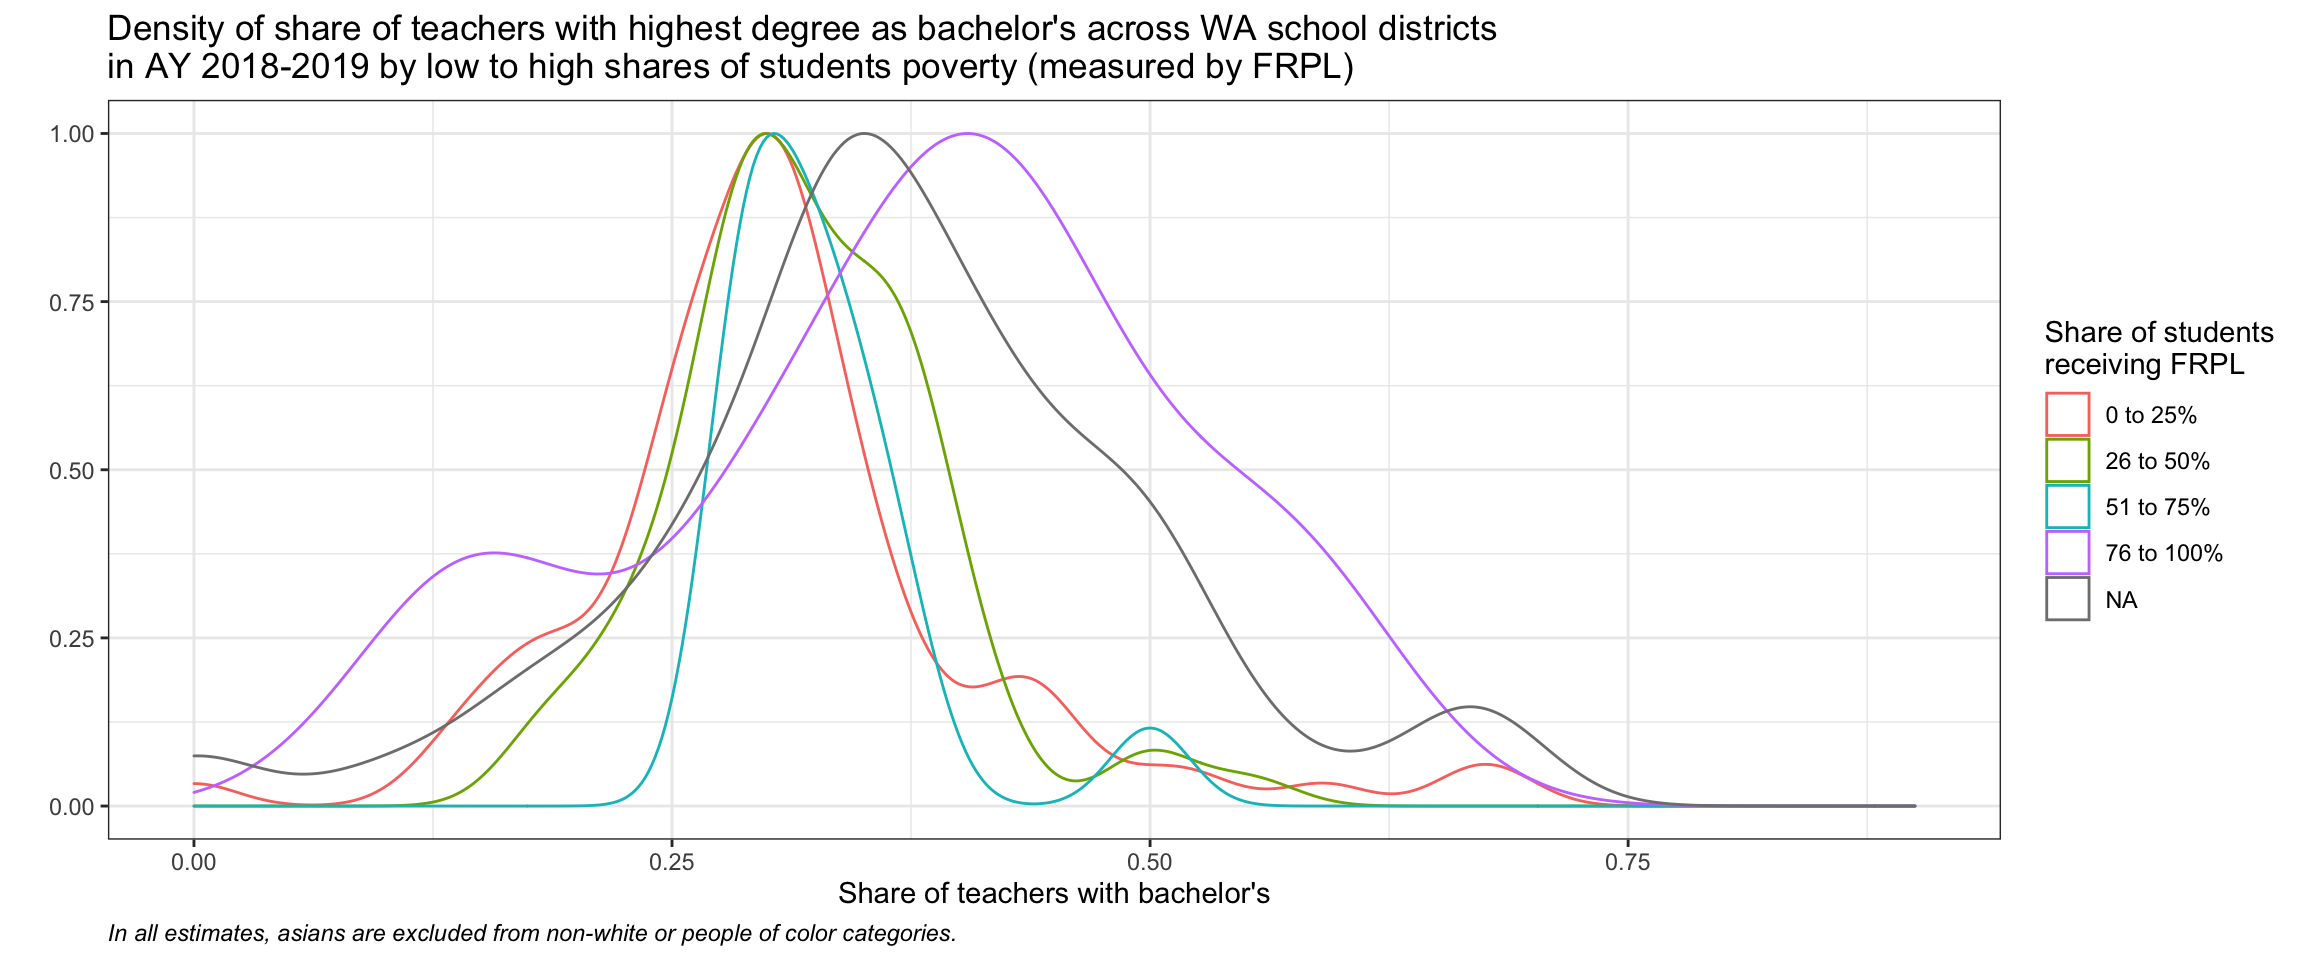 Density of share of teachers with highest degree as bachelor's across WA school districts
in AY 2018-2019 by low to high shares of students poverty (measured by FRPL)
1.00
0.75
0.50
0.25
0.00
0.00
0.25
0.50
0.75
Share of teachers with bachelor's
In all estimates, asians are excluded from non-white or people of color categories.
Share of students
receiving FRPL
0 to 25%
26 to 50%
51 to 75%
76 to 100%
NA